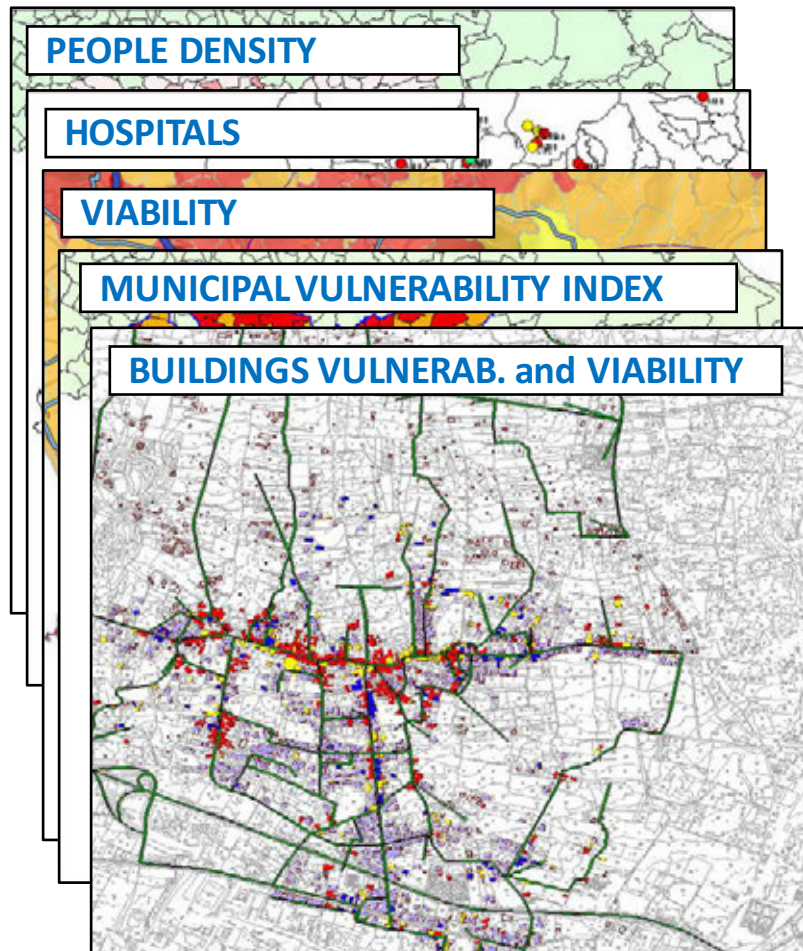 PEOPLE DENSITY
HOSPITALS
VIABILITY
MUNICIPAL VULNERABILITY INDEX
BUILDINGS VULNERAB. and VIABILITY